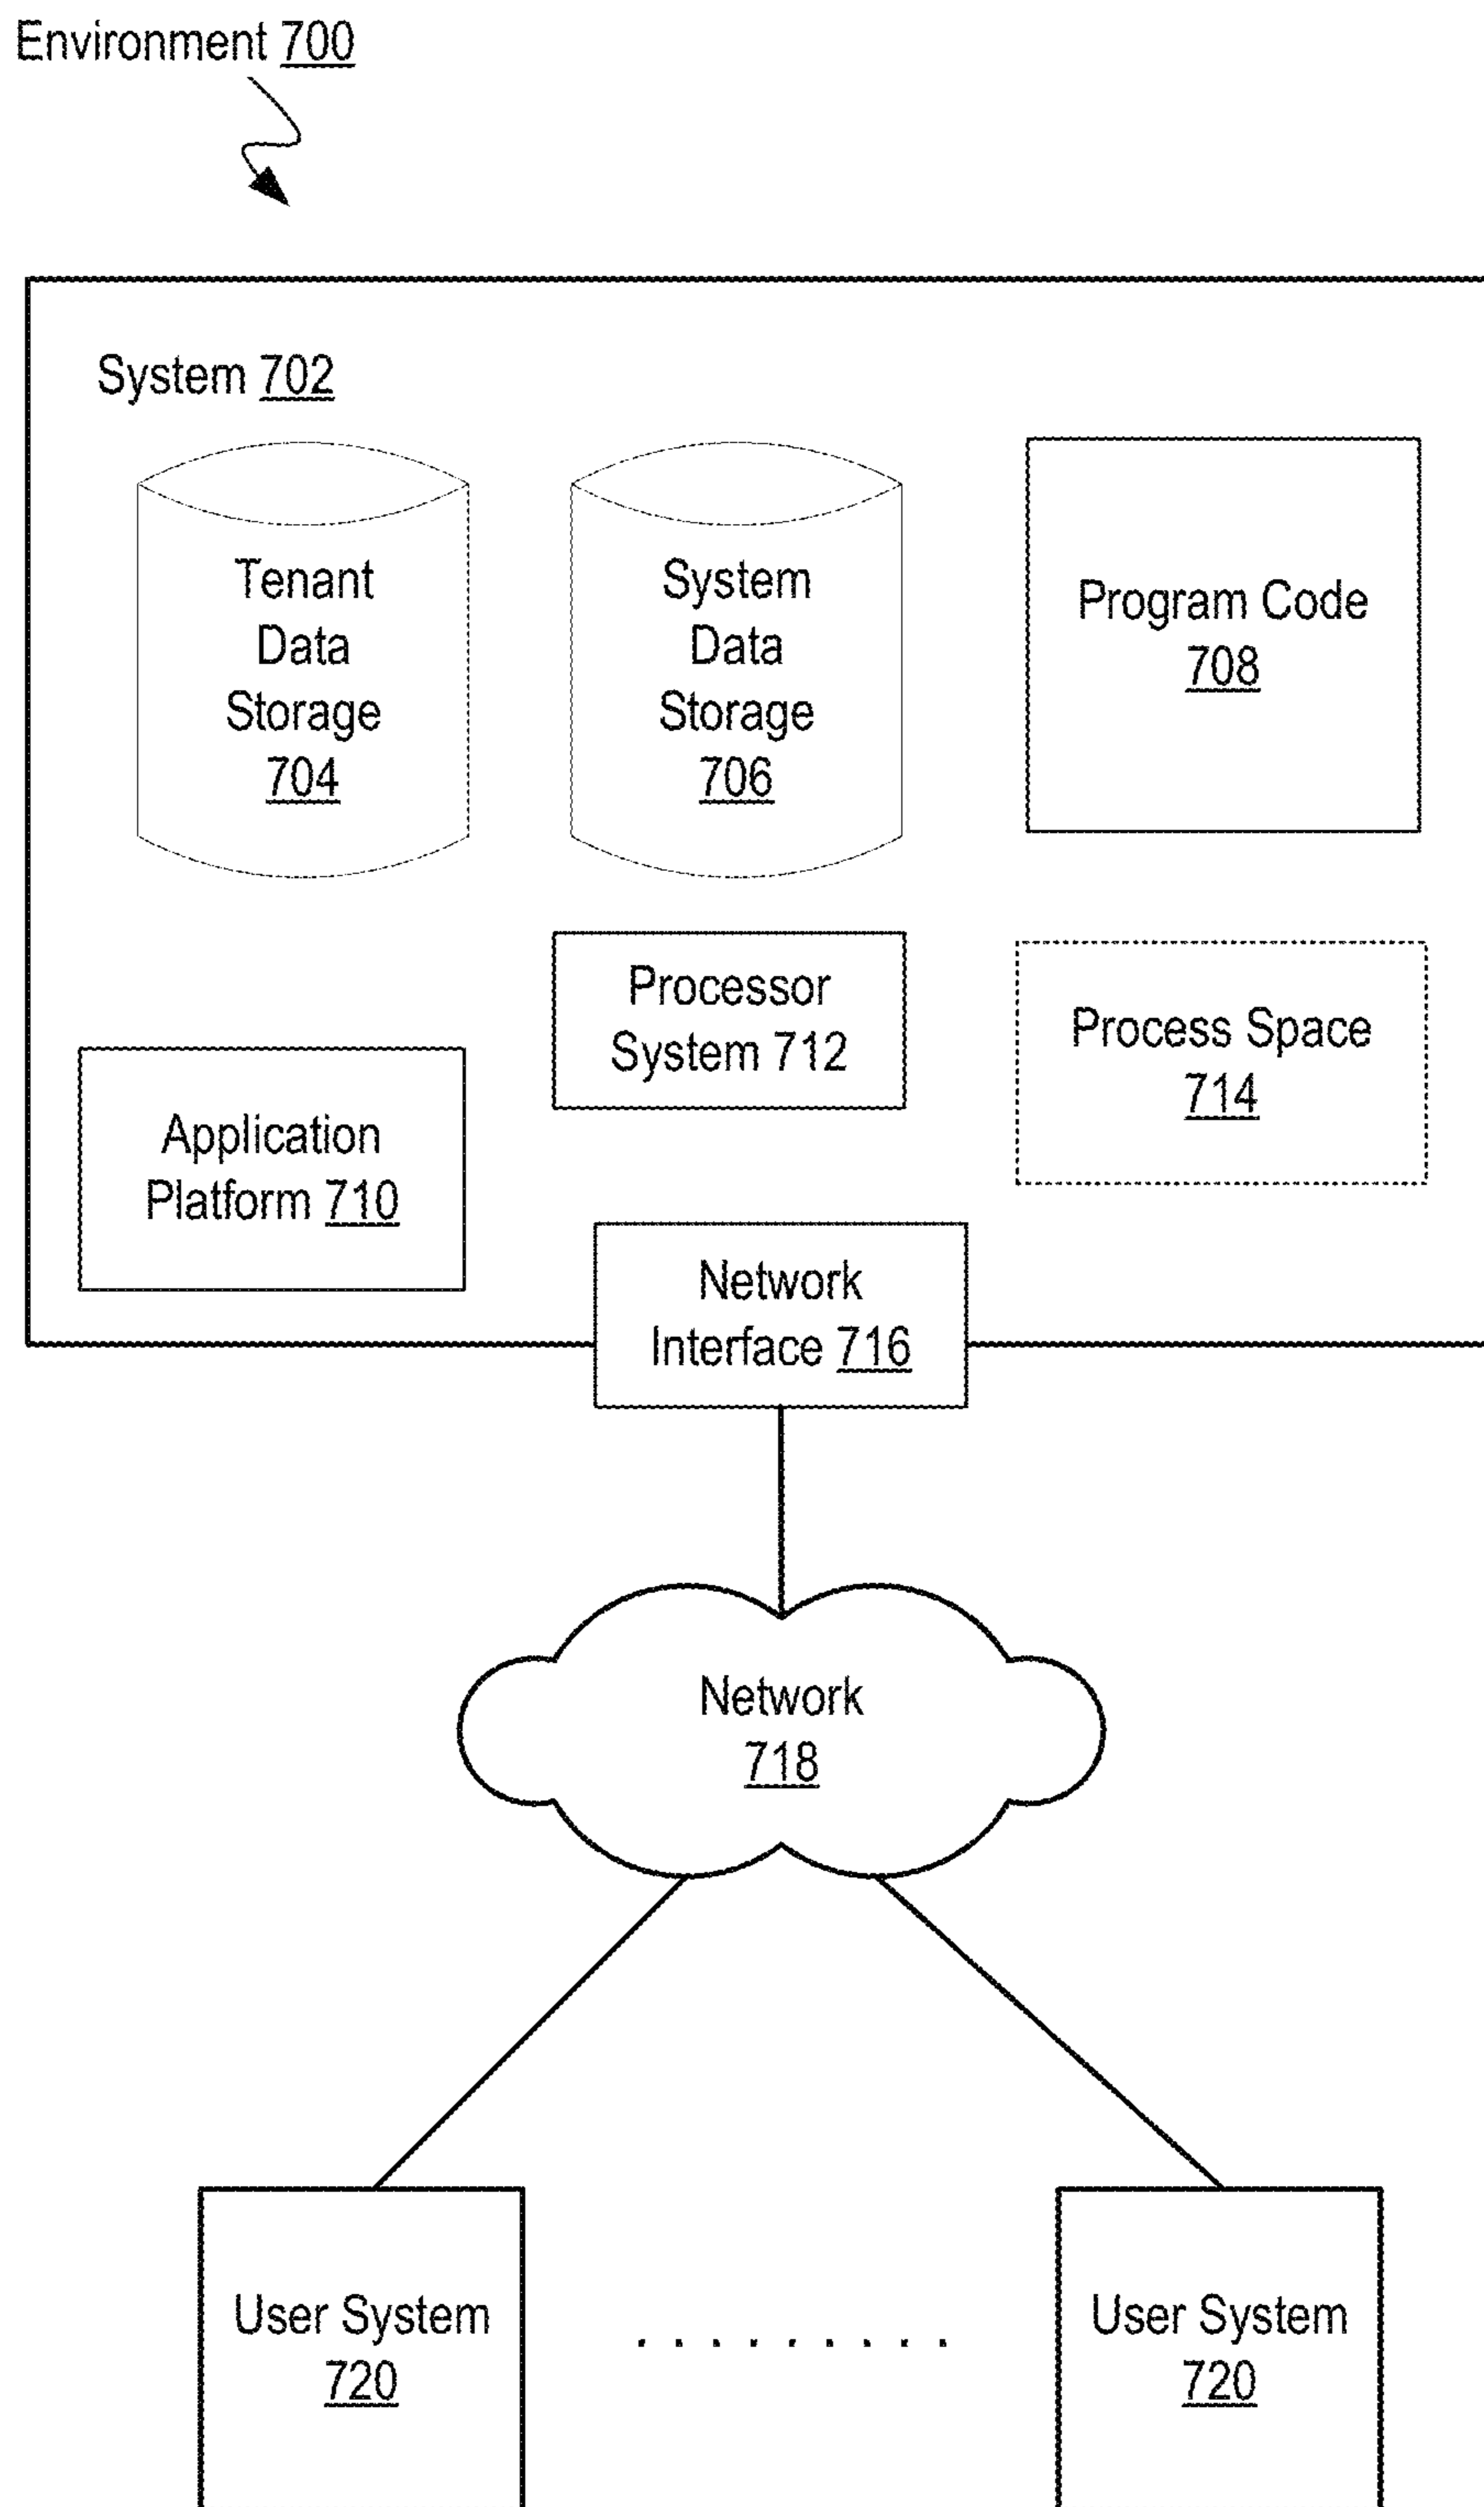 Environment 700
System 702
Tenant
Data
Storage
704
System
Data
Storage
706
Program Code
708
Processor
System 712
Process Space
714
Application
Platform 710
Network
Interface 716
Network
718
User System
720
User System
720